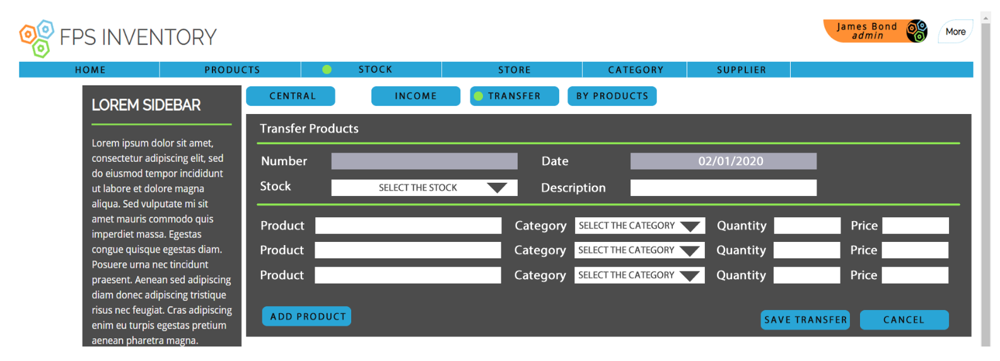 FPS INVENTORY
James Bond
admin
More
HOME PRODUCTS STOCK STORE CATEGORY SUPPLIER
CENTRAL INCOME TRANSFER BY PRODUCTS
LOREM SIDEBAR
Lorem ipsum dolor sit amet,
consectetur adipiscing elit, sed
do eiusmod tempor incididunt
ut labore et dolore magna
aliqua. Sed vulputate mi sit
amet mauris commodo quis
imperdiet massa. Egestas
congue quisque egestas diam.
Posuere urna nec tincidunt
praesent. Aenean sed adipiscing
diam donec adipiscing tristique
risus nec feugiat. Cras adipiscing
enim eu turpis egestas pretium
aenean pharetra magna.
Transfer Products
Number Date 02/01/2020
Stock SELECT THE STOCK Description
Product Category SELECT THE CATEGORY Quantity Price
Product Category SELECT THE CATEGORY Quantity Price
Product Category SELECT THE CATEGORY Quantity Price
ADD PRODUCT SAVE TRANSFER CANCEL